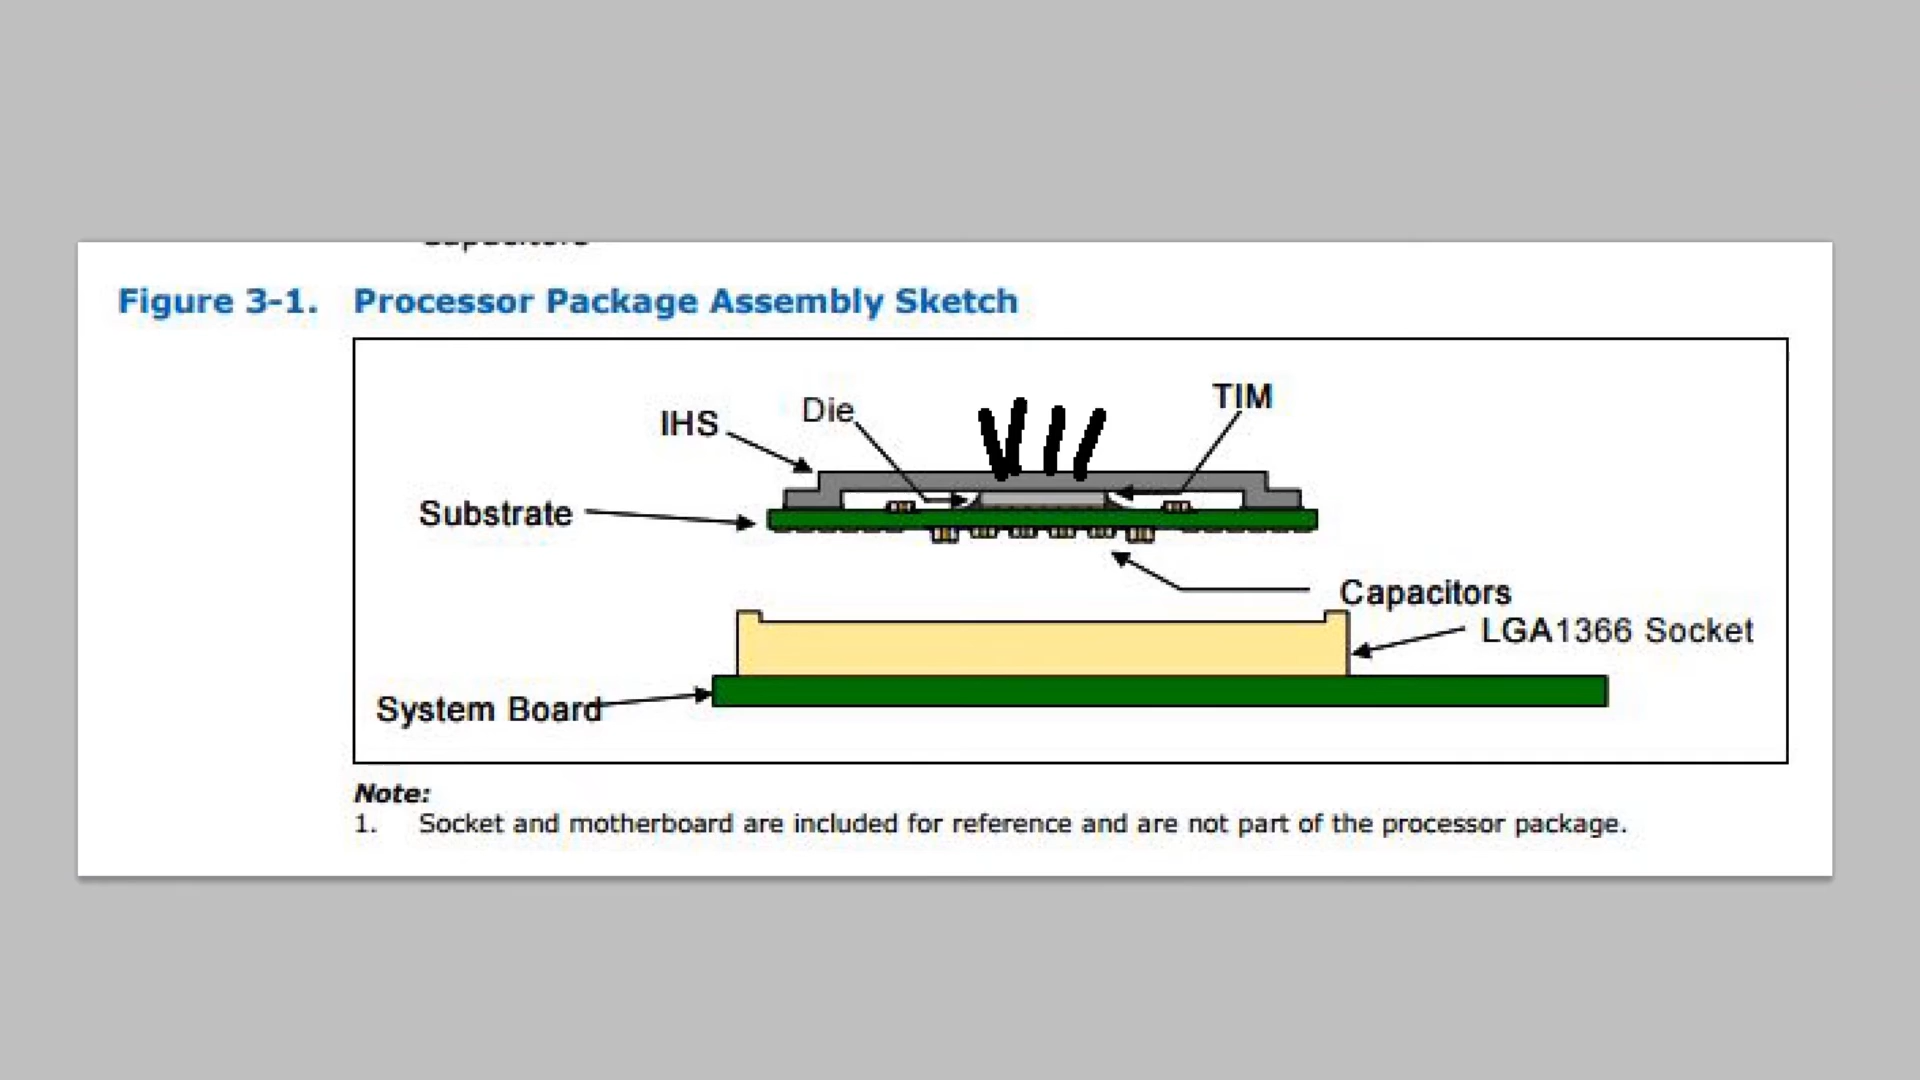 Figure 3-1. Processor Package Assembly Sketch
TIM
Die
IHS
Substrate
Capacitors
LGA1366 Socket
System Board
Note:
1. Socket and motherboard are included for reference and are not part of the processor package.